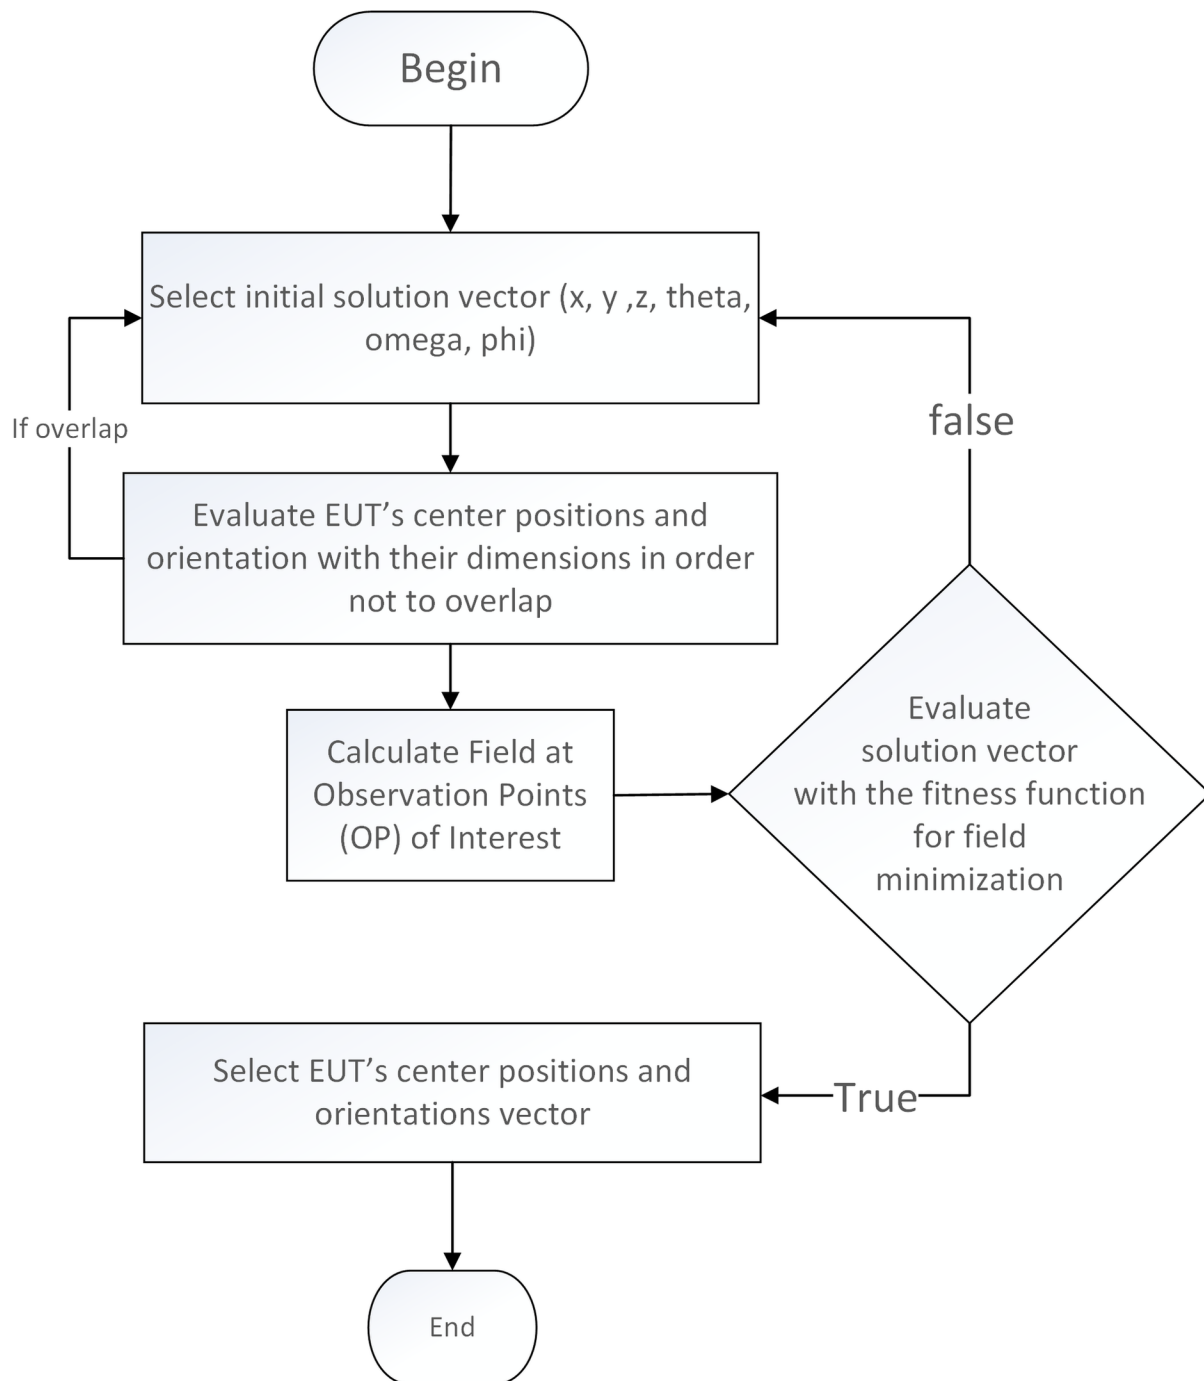 Begin
Select initial solution vector (x, y ,z, theta,
omega, phi)
If overlap
false
Evaluate EUT’s center positions and
orientation with their dimensions in order
not to overlap
Calculate Field at
Observation Points
(OP) of Interest
Evaluate
solution vector
with the fitness function
for field
minimization
Select EUT’s center positions and
orientations vector
True
End